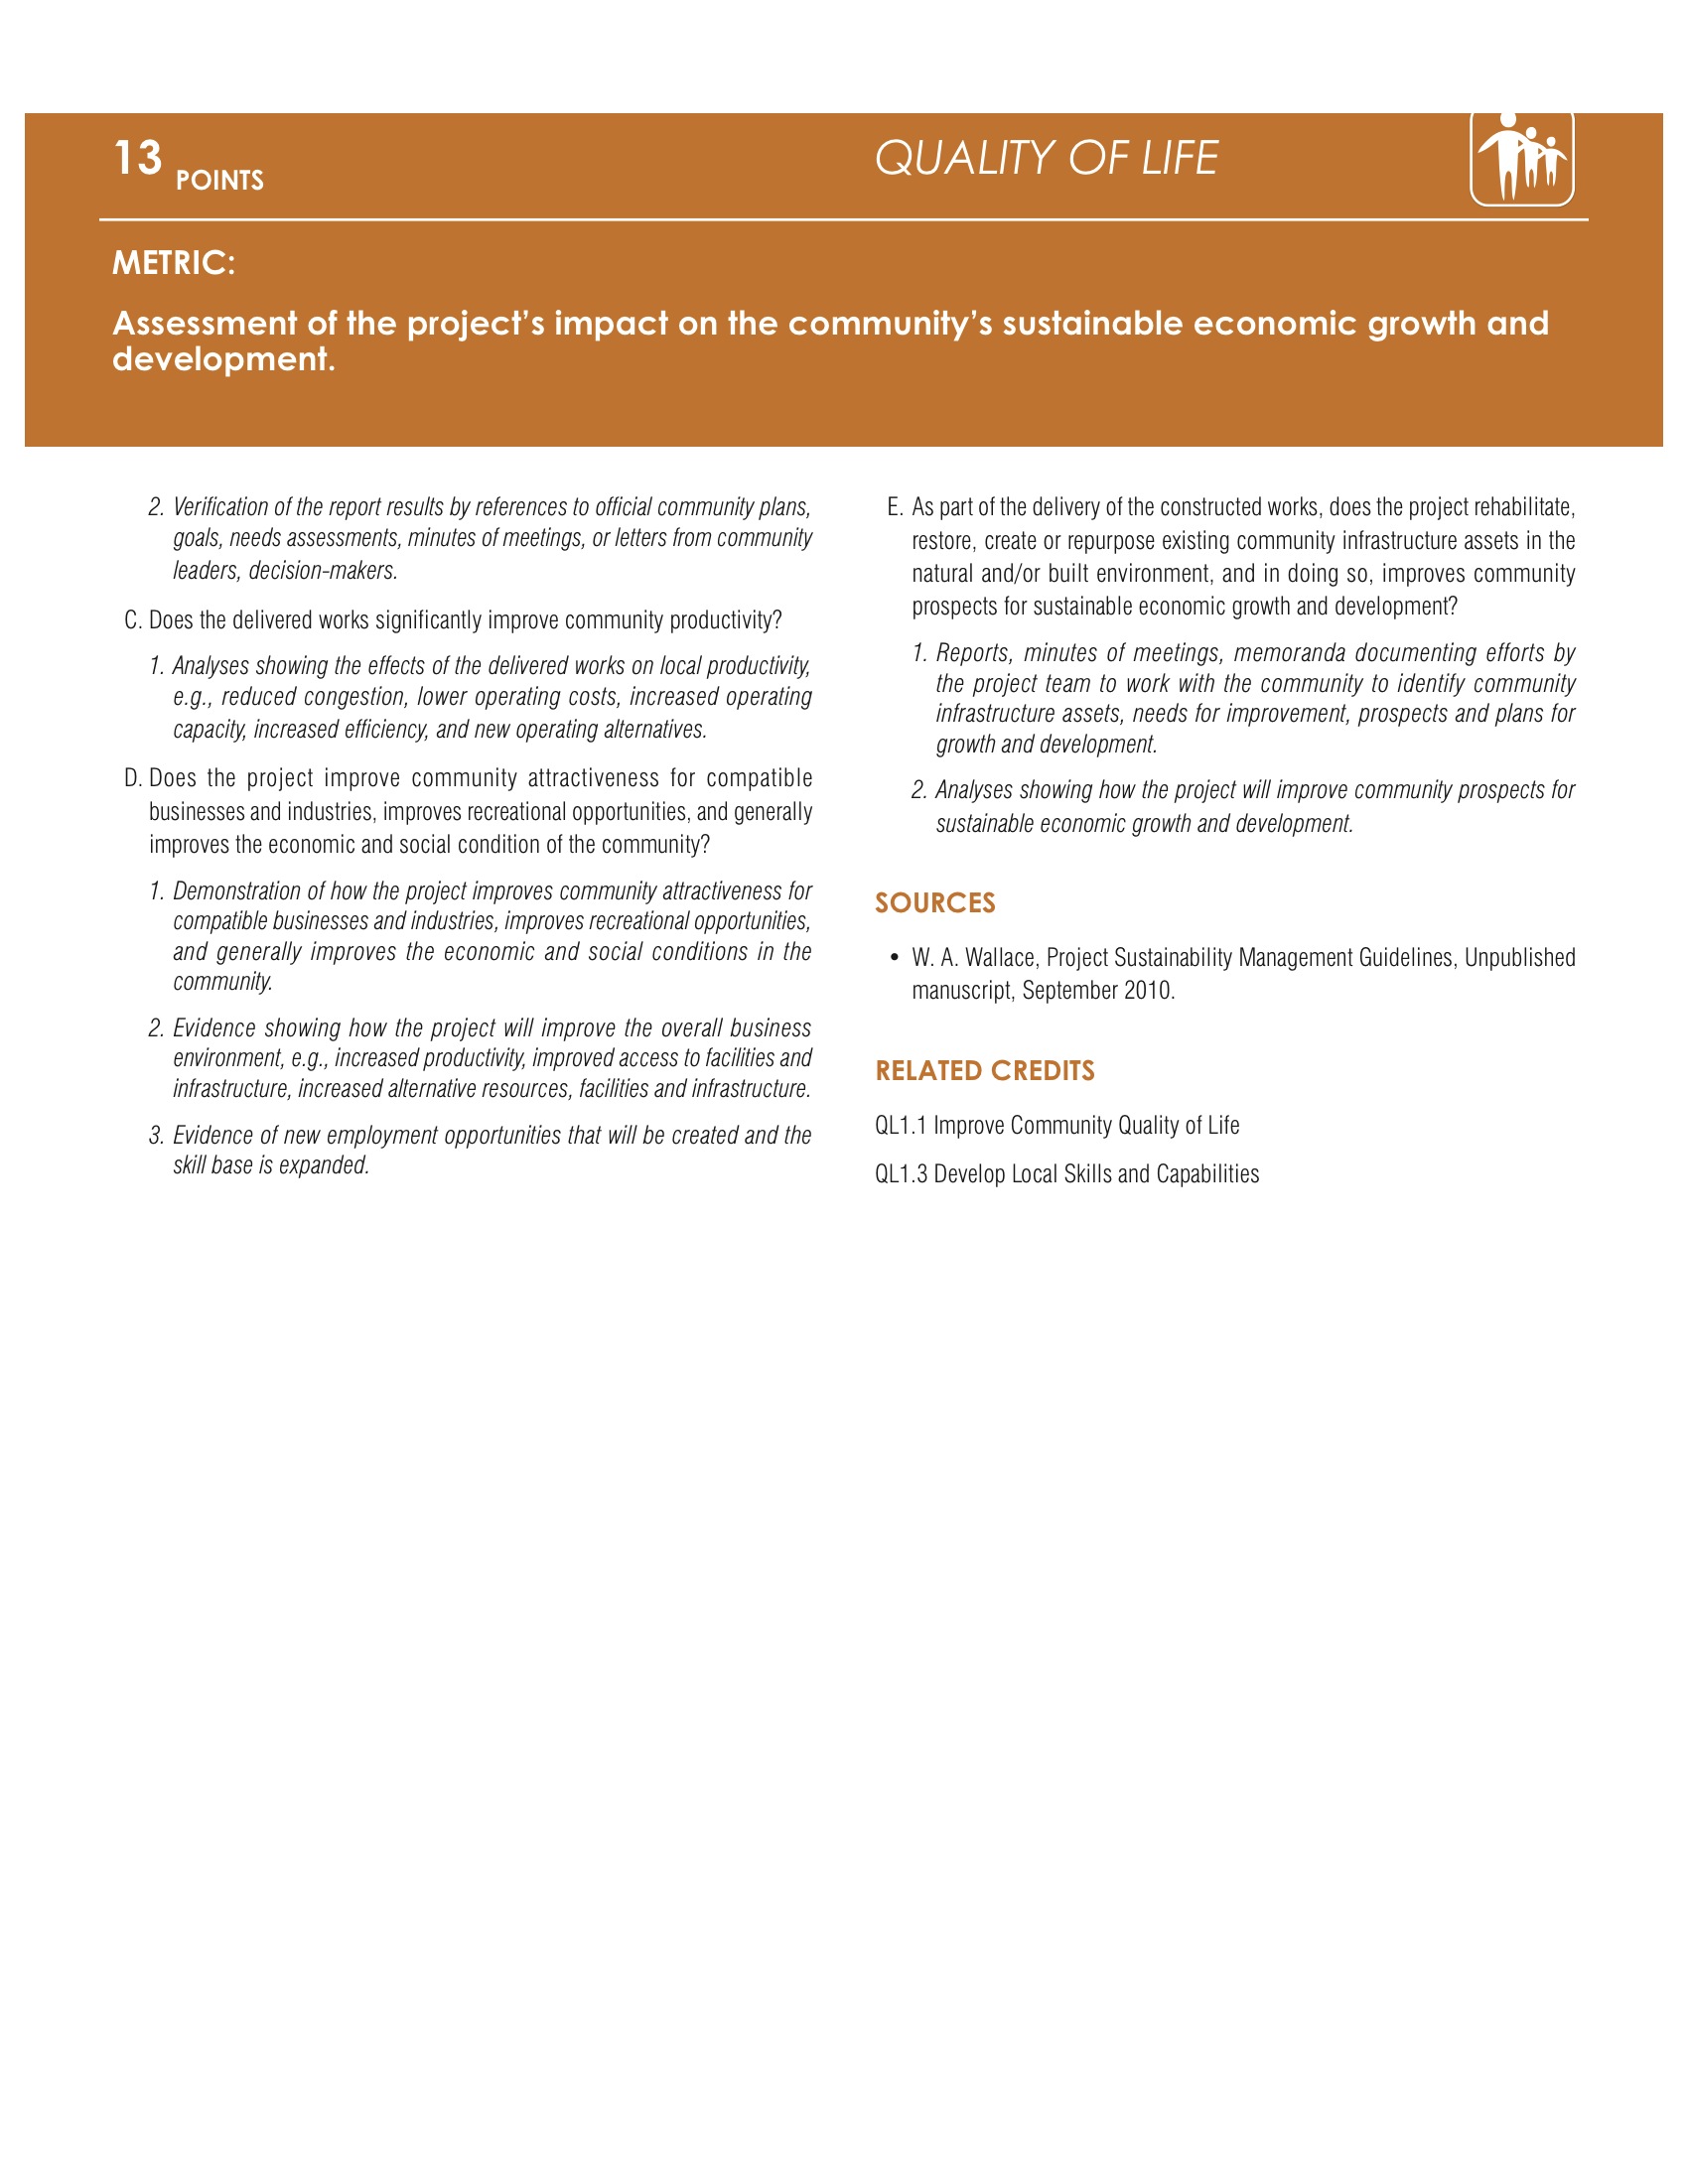 13 POINTS
QUALITY OF LIFE
METRIC:
Assessment of the project’s impact on the community’s sustainable economic growth and
development.
2. Verification of the report results by references to official community plans,
goals, needs assessments, minutes of meetings, or letters from community
leaders, decision-makers.
C. Does the delivered works significantly improve community productivity?
1. Analyses showing the effects of the delivered works on local productivity,
e.g., reduced congestion, lower operating costs, increased operating
capacity, increased efficiency, and new operating alternatives.
D. Does the project improve community attractiveness for compatible
businesses and industries, improves recreational opportunities, and generally
improves the economic and social condition of the community?
1. Demonstration of how the project improves community attractiveness for
compatible businesses and industries, improves recreational opportunities,
and generally improves the economic and social conditions in the
community.
2. Evidence showing how the project will improve the overall business
environment, e.g., increased productivity, improved access to facilities and
infrastructure, increased alternative resources, facilities and infrastructure.
3. Evidence of new employment opportunities that will be created and the
skill base is expanded.
E. As part of the delivery of the constructed works, does the project rehabilitate,
restore, create or repurpose existing community infrastructure assets in the
natural and/or built environment, and in doing so, improves community
prospects for sustainable economic growth and development?
1. Reports, minutes of meetings, memoranda documenting efforts by
the project team to work with the community to identify community
infrastructure assets, needs for improvement, prospects and plans for
growth and development.
2. Analyses showing how the project will improve community prospects for
sustainable economic growth and development.
SOURCES
• W. A. Wallace, Project Sustainability Management Guidelines, Unpublished
manuscript, September 2010.
RELATED CREDITS
QL1.1 Improve Community Quality of Life
QL1.3 Develop Local Skills and Capabilities